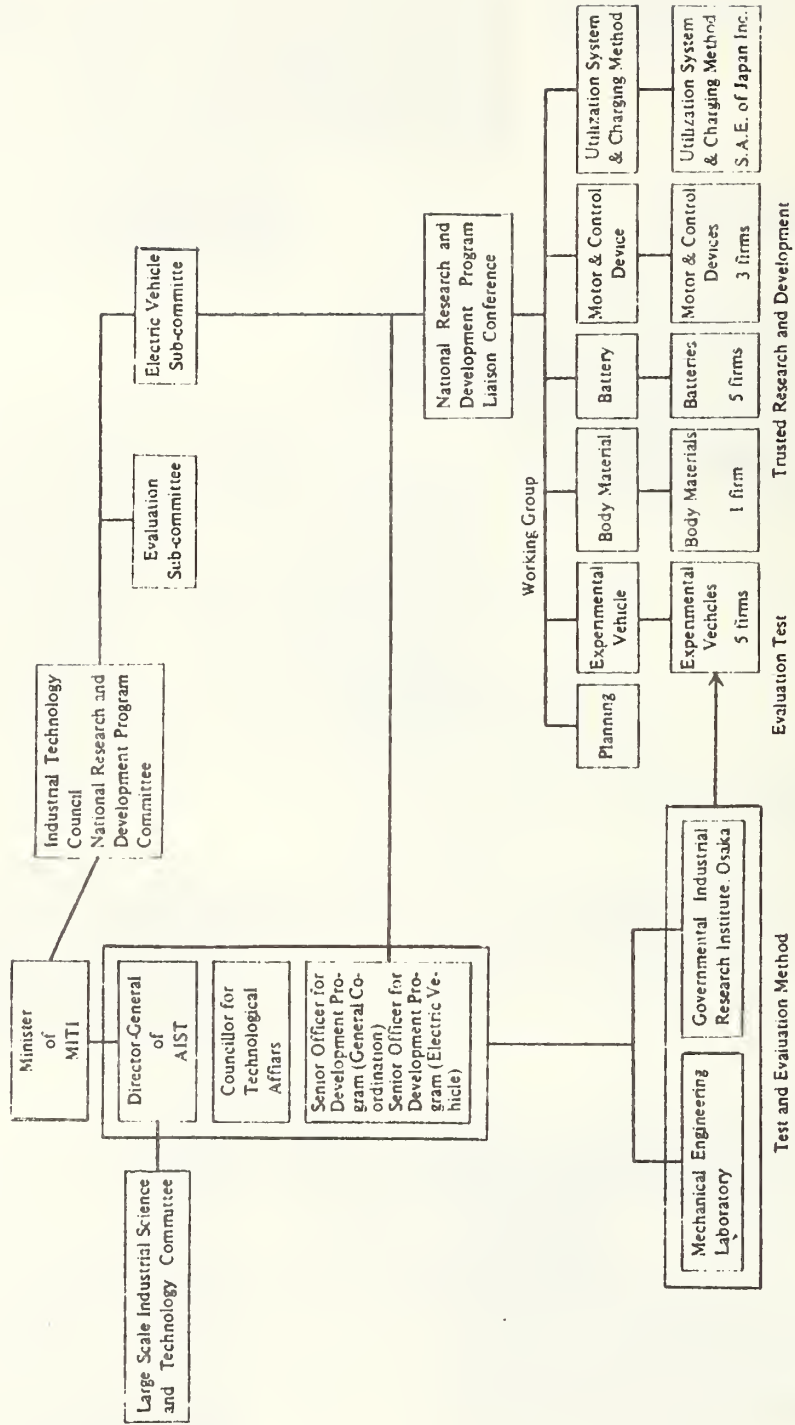 Minister
of
MITI
Large Scale Industrial Science
and Technology Committee
Director-General
of
AIST
Councillor for
Technological
Affiars
Senior Officer for
Development Pro-
gram (General Co-
ordination)
Senior Officer for
Development Pro-
gram (Electric Ve-
hicle)
Industrial Technology
Council
National Research and
Development Program
Committee
Evaluation
Sub-committee
Electric Vehicle
Sub-committe
National Research and
Development Program
Liaison Conference
Working Group
Planning
Expenmental
Vehicle
Body Material
Battery
Motor & Control
Device
Utilization System
& Charging Method
Expenmental
Vechcles
5 firms
Body Materials
1 firm
Batteries
5 firms
Motor & Control
Devices
3 firms
Utilization System
& Charging Method
S.A.E. of Japan Inc.
Mechanical Engineering
Laboratory
Governmental Industrial
Research Institute, Osaka
Test and Evaluation Method
Evaluation Test
Trusted Research and Development